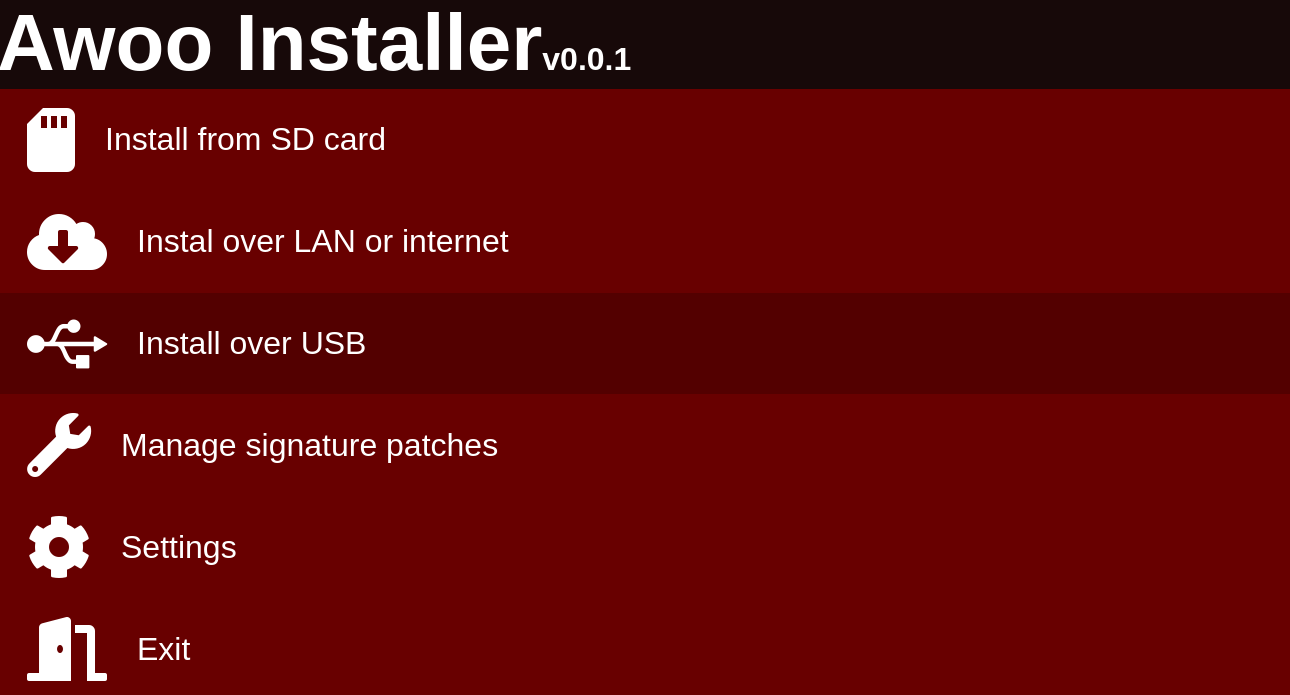 Awoo Installer v0.0.1
Install from SD card
Instal over LAN or internet
Install over USB
Manage signature patches
Settings
Exit